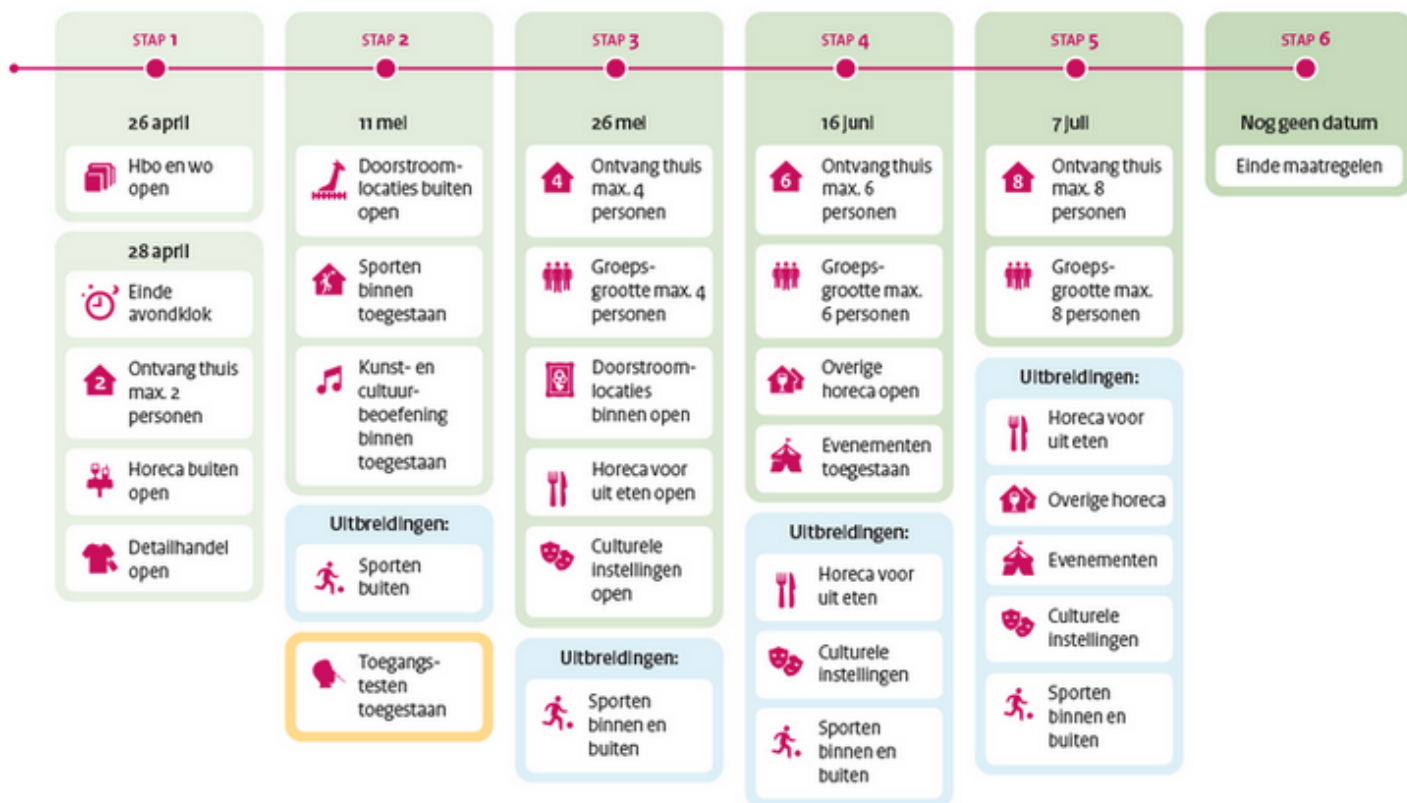 STAP 1
26 april
Hbo en wo
open
28 april
Einde
avondklok
2
Ontvang thuis
max. 2
personen
Horeca buiten
open
Detailhandel
open
STAP 2
11 mei
Doorstroom-
locaties buiten
open
Sporten
binnen
toegestaan
Kunst- en
cultuur-
beoefening
binnen
toegestaan
Uitbreidingen:
Sporten
buiten
Toegangs-
testen
toegestaan
STAP 3
26 mei
4
Ontvang thuis
max. 4
personen
Groeps-
grootte max. 4
personen
Doorstroom-
locaties
binnen open
Horeca voor
uit eten open
Culturele
instellingen
open
Uitbreidingen:
Sporten
binnen en
buiten
STAP 4
16 juni
6
Ontvang thuis
max. 6
personen
Groeps-
grootte max.
6 personen
Overige
horeca open
Evenementen
toegestaan
Uitbreidingen:
Horeca voor
uit eten
Culturele
instellingen
Sporten
binnen en
buiten
STAP 5
7 juli
8
Ontvang thuis
max. 8
personen
Groeps-
grootte max.
8 personen
Uitbreidingen:
Horeca voor
uit eten
Overige horeca
Evenementen
Culturele
instellingen
Sporten
binnen en
buiten
STAP 6
Nog geen datum
Einde maatregelen